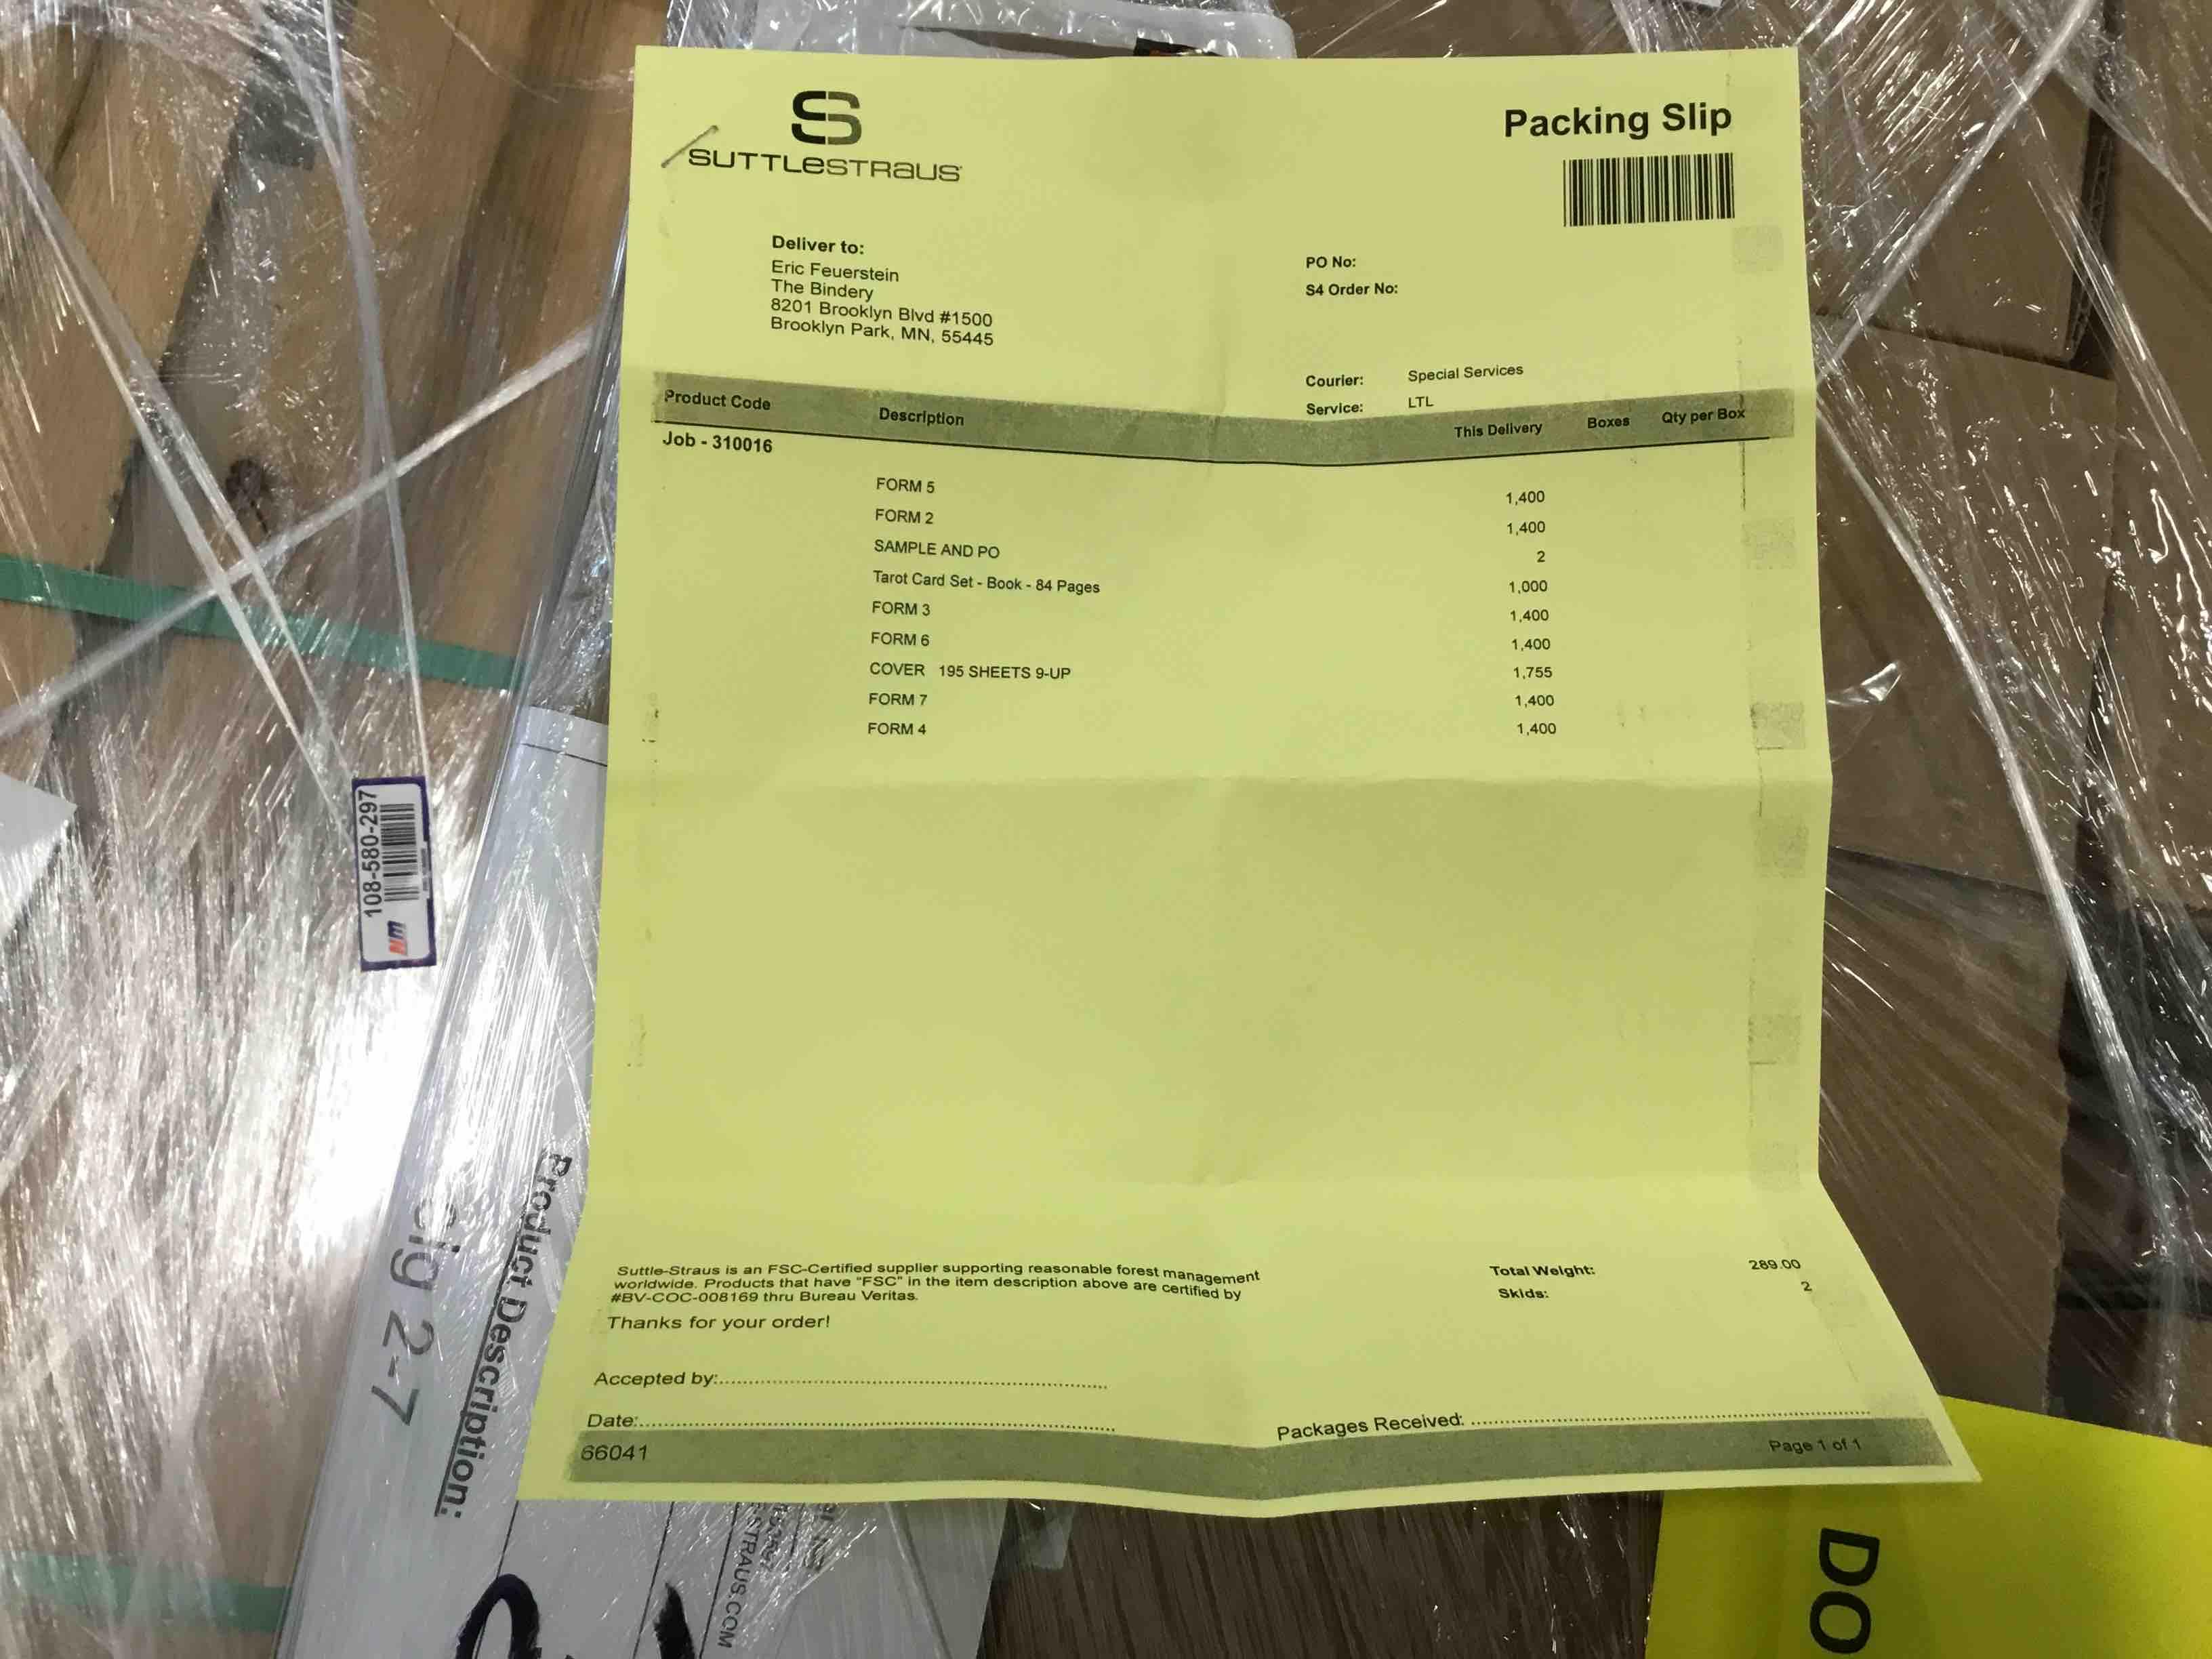 SUTTLESTRAUS
Packing Slip
Deliver to:
Eric Feuerstein
The Bindery
8201 Brooklyn Blvd #1500
Brooklyn Park, MN, 55445
PO No:
S4 Order No:
Courier: Special Services
Service: LTL
Product Code Description This Delivery Boxes Qty per Box
Job - 310016
FORM 5 1,400
FORM 2 1,400
SAMPLE AND PO 2
Tarot Card Set - Book - 84 Pages 1,000
FORM 3 1,400
FORM 6 1,400
COVER 195 SHEETS 9-UP 1,755
FORM 7 1,400
FORM 4 1,400
Suttle-Straus is an FSC-Certified supplier supporting reasonable forest management
worldwide. Products that have "FSC" in the item description above are certified by
#BV-COC-008169 thru Bureau Veritas.
Thanks for your order!
Total Weight: 289.00
Skids: 2
Accepted by:
Date:
Packages Received:
66041
Page 1 of 1
108-580-297
Product Description:
Sig 2-7
STRAUS.COM
DO